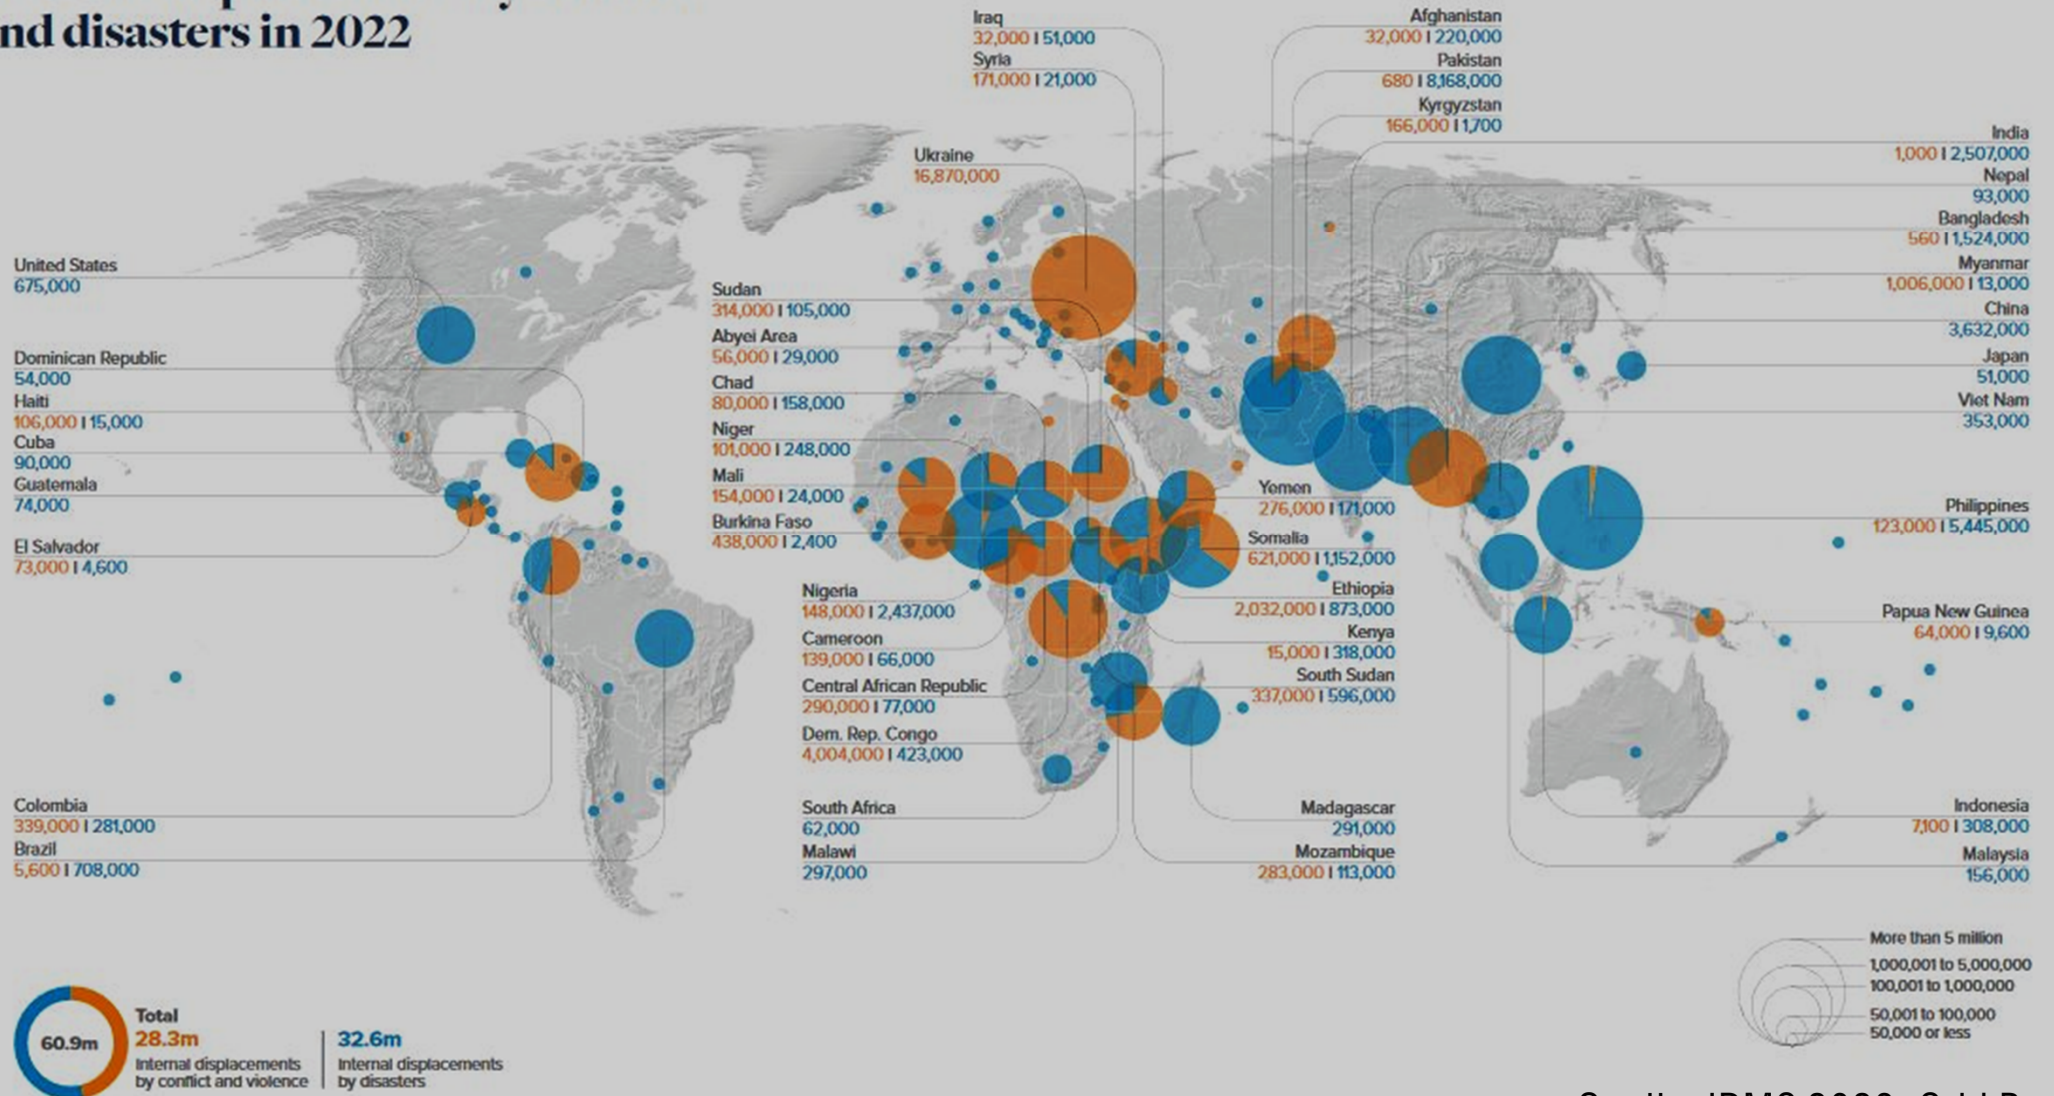 nd disasters in 2022
Iraq
32,000 | 51,000
Syria
171,000 | 21,000
Afghanistan
32,000 | 220,000
Pakistan
680 | 8,168,000
Kyrgyzstan
166,000 | 1,700
India
1,000 | 2,507,000
Nepal
93,000
Bangladesh
560 | 1,524,000
Myanmar
1,006,000 | 13,000
China
3,632,000
Japan
51,000
Viet Nam
353,000
Philippines
123,000 | 5,445,000
Papua New Guinea
64,000 | 9,600
Indonesia
7,100 | 308,000
Malaysia
156,000
Ukraine
16,870,000
United States
675,000
Dominican Republic
54,000
Haiti
106,000 | 15,000
Cuba
90,000
Guatemala
74,000
El Salvador
73,000 | 4,600
Colombia
339,000 | 281,000
Brazil
5,600 | 708,000
Sudan
314,000 | 105,000
Abyei Area
56,000 | 29,000
Chad
80,000 | 158,000
Niger
101,000 | 248,000
Mali
154,000 | 24,000
Burkina Faso
438,000 | 2,400
Nigeria
148,000 | 2,437,000
Cameroon
139,000 | 66,000
Central African Republic
290,000 | 77,000
Dem. Rep. Congo
4,004,000 | 423,000
South Africa
62,000
Malawi
297,000
Yemen
276,000 | 171,000
Somalia
621,000 | 1,152,000
Ethiopia
2,032,000 | 873,000
Kenya
15,000 | 318,000
South Sudan
337,000 | 596,000
Madagascar
291,000
Mozambique
283,000 | 113,000
More than 5 million
1,000,001 to 5,000,000
100,001 to 1,000,000
50,001 to 100,000
50,000 or less
60.9m
Total
28.3m
Internal displacements
by conflict and violence
32.6m
Internal displacements
by disasters